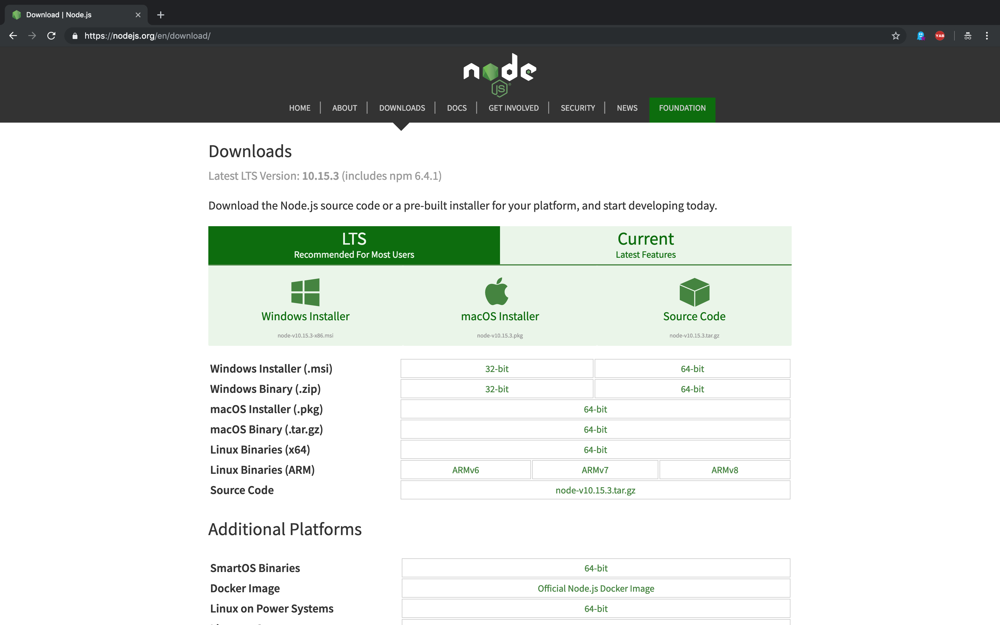 Download | Node.js
https://nodejs.org/en/download/
YAB
node
JS
HOME
ABOUT
DOWNLOADS
DOCS
GET INVOLVED
SECURITY
NEWS
FOUNDATION
Downloads
Latest LTS Version: 10.15.3 (includes npm 6.4.1)
Download the Node.js source code or a pre-built installer for your platform, and start developing today.
LTS
Recommended For Most Users
Current
Latest Features
Windows Installer
node-v10.15.3-x86.msi
macOS Installer
node-v10.15.3.pkg
Source Code
node-v10.15.3.tar.gz
Windows Installer (.msi) 32-bit 64-bit
Windows Binary (.zip) 32-bit 64-bit
macOS Installer (.pkg) 64-bit
macOS Binary (.tar.gz) 64-bit
Linux Binaries (x64) 64-bit
Linux Binaries (ARM) ARMv6 ARMv7 ARMv8
Source Code node-v10.15.3.tar.gz
Additional Platforms
SmartOS Binaries 64-bit
Docker Image Official Node.js Docker Image
Linux on Power Systems 64-bit